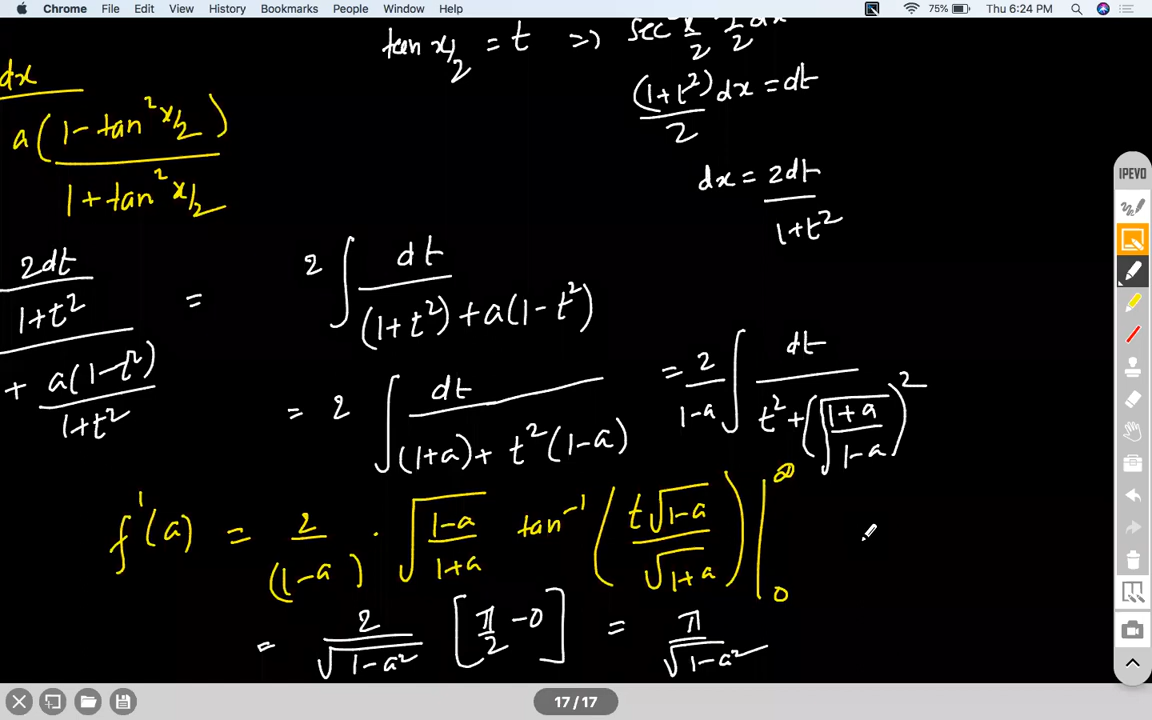 Chrome File Edit View History Bookmarks People Window Help 75% Thu 6:24 PM
tan x/2 = t => sec² x/2 · 1/2 dx
dx
(1+t²)/2 dx = dt
a(1 - tan² x/2)
1 + tan² x/2
dx = 2dt/(1+t²)
IPEVO
2dt/(1+t²) = 2 ∫ dt/((1+t²) + a(1-t²))
+ a(1-t²)/(1+t²)
= 2 ∫ dt/((1+a) + t²(1-a)) = 2/(1-a) ∫ dt/(t² + (√((1+a)/(1-a)))²)
f'(a) = 2/(1-a) · √((1-a)/(1+a)) tan⁻¹ (t√(1-a)/√(1+a)) |₀^∞
= 2/√(1-a²) [π/2 - 0] = π/√(1-a²)
17/17